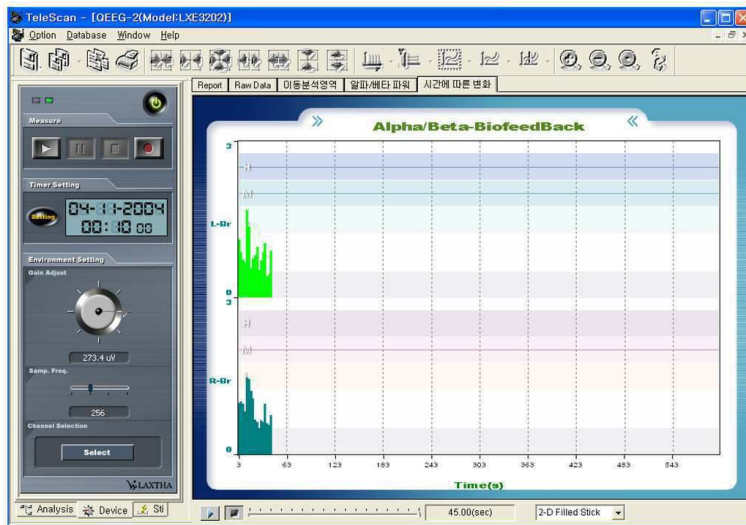 TeleScan - [QEEG-2(Model:LXE3202)]
Option Database Window Help
Report Raw Data 이동분석영역 알파/베타 파워 시간에 따른 변화
Measure
Timer Setting
Setting
04-11-2004
00:10 00
Environment Setting
Gain Adjust
273.4 uV
Samp. Freq.
256
Channel Selection
Select
LAXTHA
Analysis Device Sti
Alpha/Beta-BiofeedBack
3
H
M
L-Br
0
3
H
M
R-Br
0
3 63 123 183 243 303 363 423 483 543
Time(s)
45.00(sec) 2-D Filled Stick